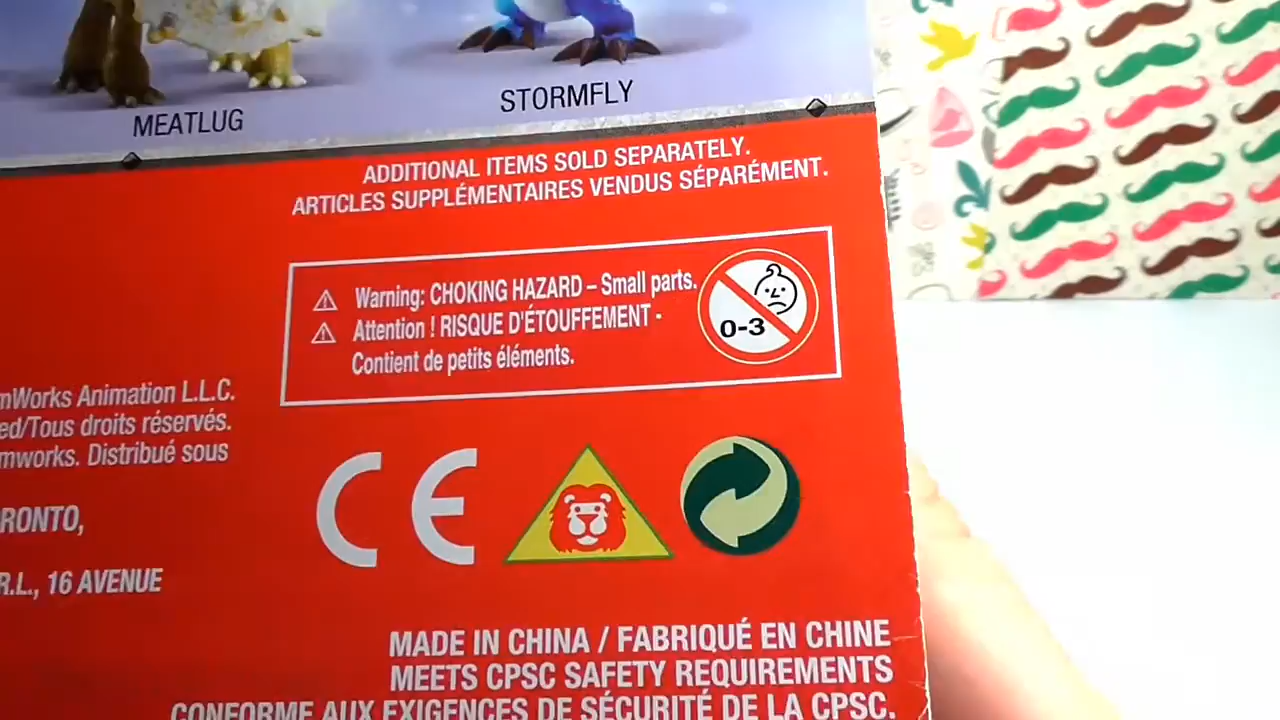 MEATLUG
STORMFLY
ADDITIONAL ITEMS SOLD SEPARATELY.
ARTICLES SUPPLÉMENTAIRES VENDUS SÉPARÉMENT.
Warning: CHOKING HAZARD – Small parts.
Attention ! RISQUE D'ÉTOUFFEMENT -
Contient de petits éléments.
0-3
mWorks Animation L.L.C.
ed/Tous droits réservés.
mworks. Distribué sous
RONTO,
R.L., 16 AVENUE
CE
MADE IN CHINA / FABRIQUÉ EN CHINE
MEETS CPSC SAFETY REQUIREMENTS
CONFORME AUX EXIGENCES DE SÉCURITÉ DE LA CPSC.